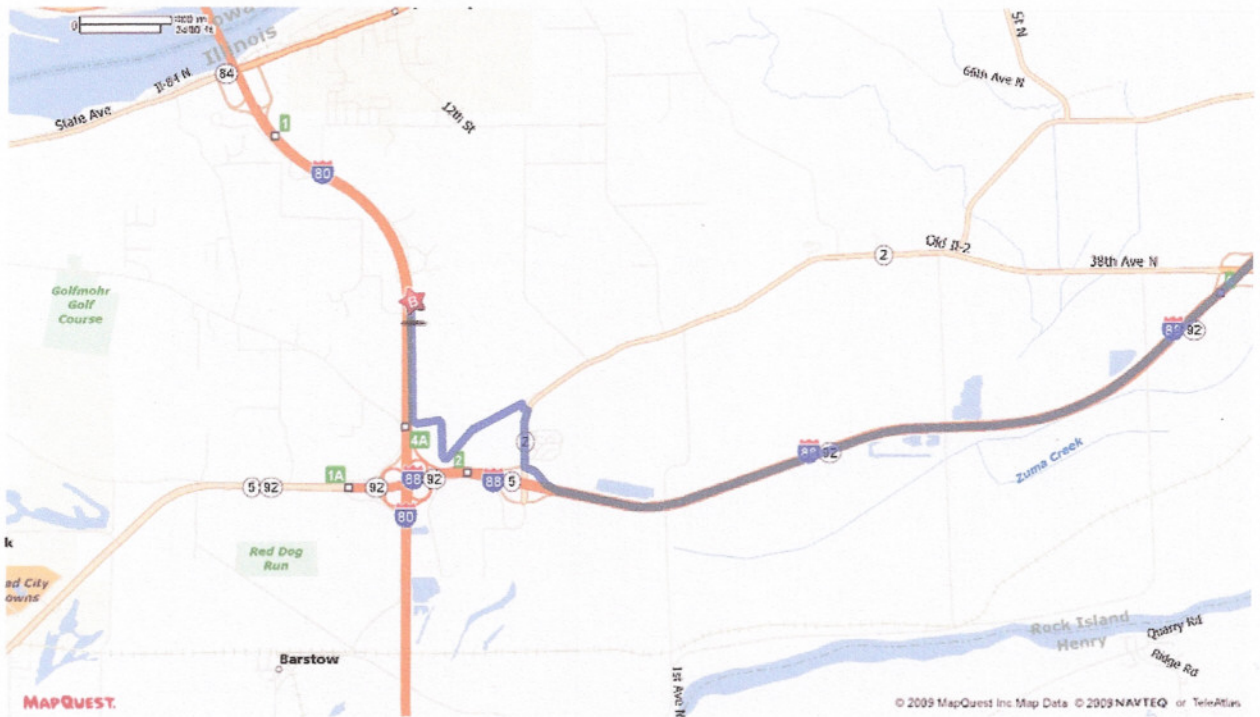 Illinois
State Ave
Il-84 N
84
12th St
St N
66th Ave N
1
80
2
Old Il-2
38th Ave N
Golfmohr
Golf
Course
B
92
4A
2
2
1A
5
92
92
88
92
88
5
80
88
92
Zuma Creek
Red Dog
Run
Rock Island
Henry
Quarry Rd
Ridge Rd
Barstow
1st Ave N
MAPQUEST.
© 2009 MapQuest Inc Map Data © 2009 NAVTEQ or TeleAtlas